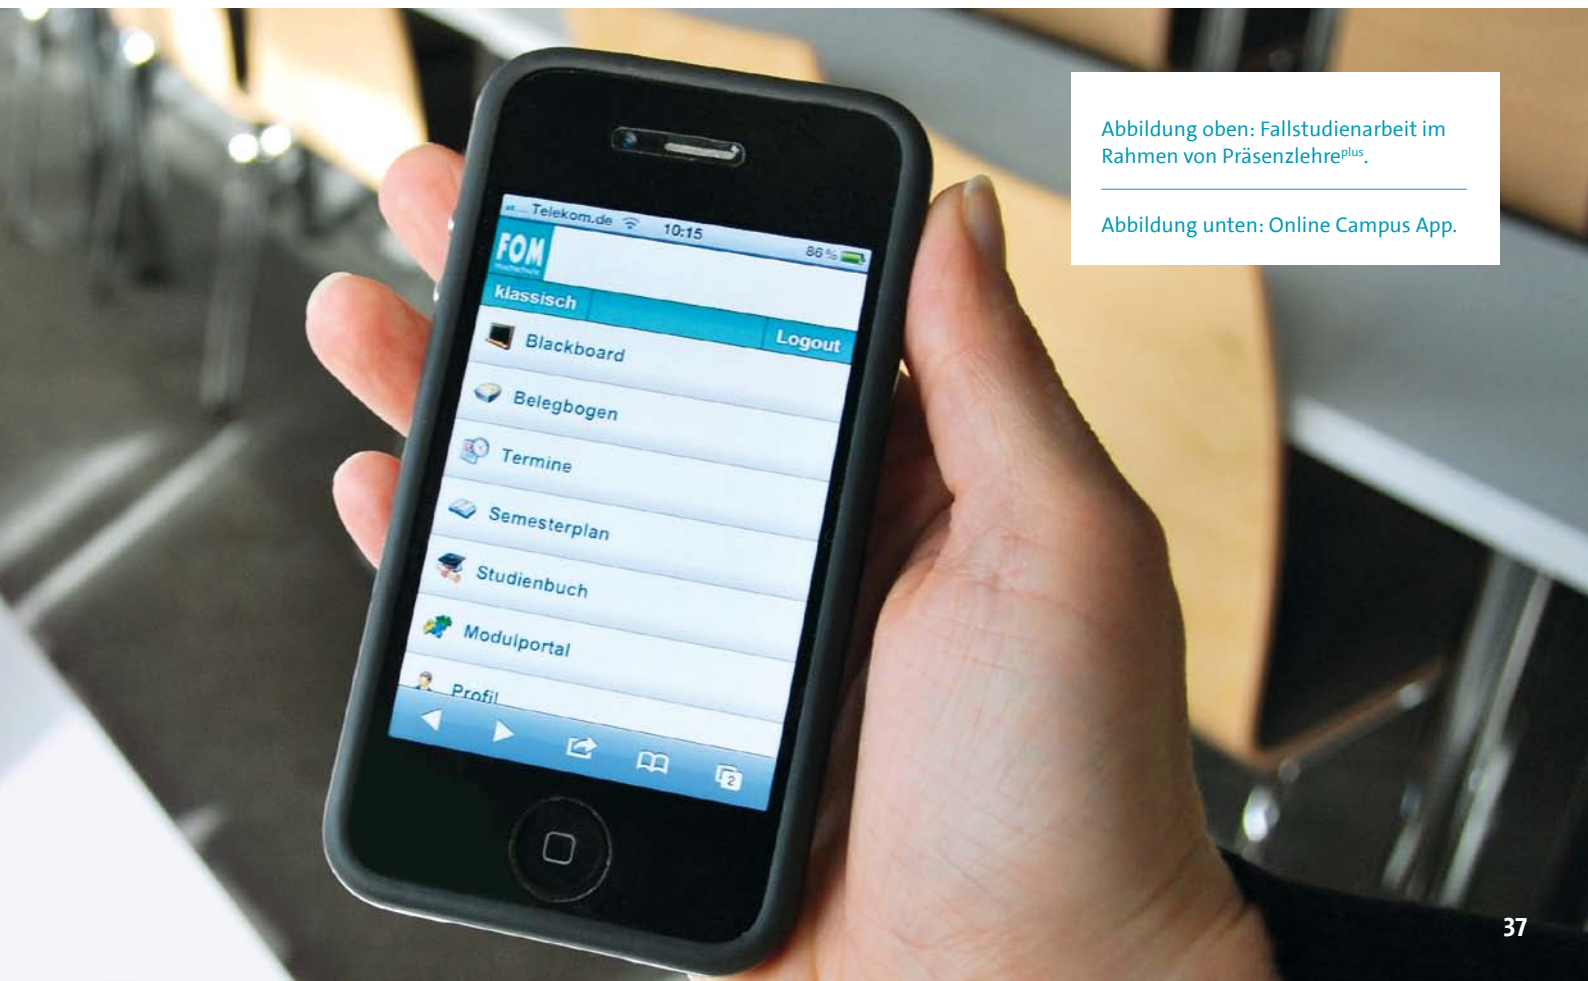 Abbildung oben: Fallstudienarbeit im
Rahmen von Präsenzlehreplus.
Abbildung unten: Online Campus App.
Telekom.de 10:15 86 %
FOM
Hochschule
klassisch Logout
Blackboard
Belegbogen
Termine
Semesterplan
Studienbuch
Modulportal
Profil
2
37